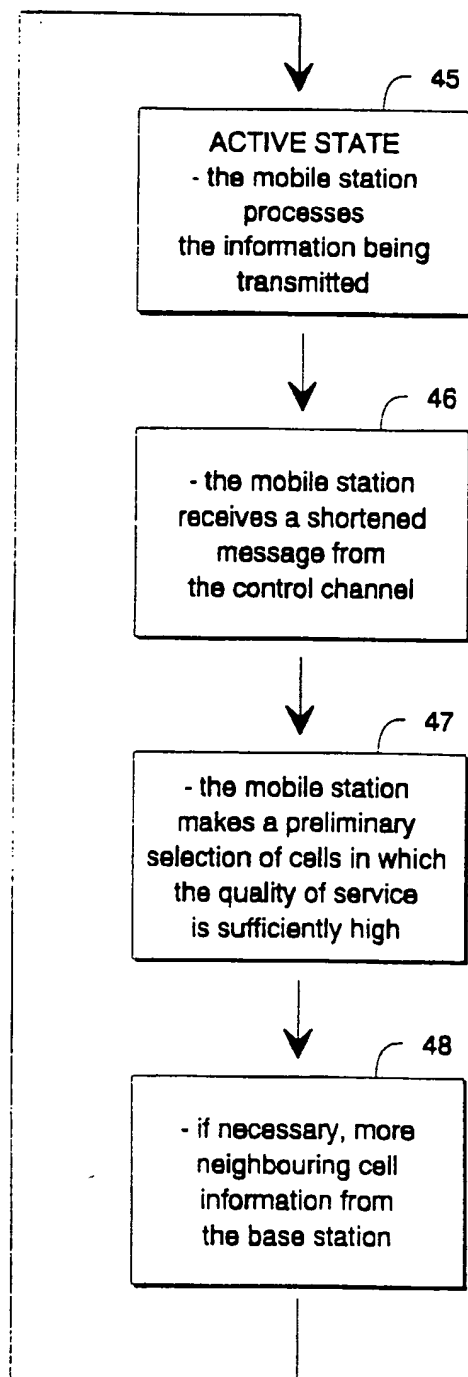 45
ACTIVE STATE
- the mobile station
processes
the information being
transmitted
46
- the mobile station
receives a shortened
message from
the control channel
47
- the mobile station
makes a preliminary
selection of cells in which
the quality of service
is sufficiently high
48
- if necessary, more
neighbouring cell
information from
the base station